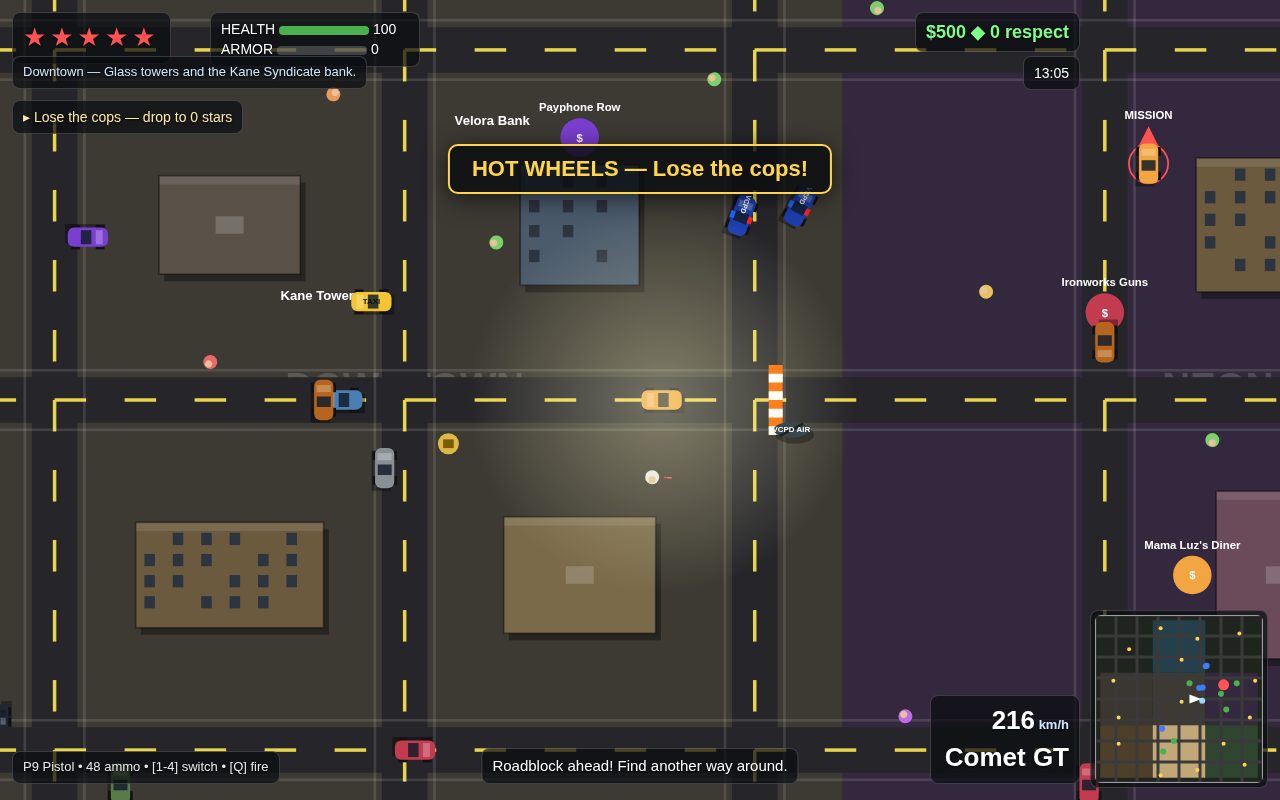 ★★★★★
HEALTH 100
ARMOR 0
$500 ◆ 0 respect
Downtown — Glass towers and the Kane Syndicate bank.
13:05
▸ Lose the cops — drop to 0 stars
Payphone Row
Velora Bank
$
MISSION
HOT WHEELS — Lose the cops!
VCPD
VCPD
Ironworks Guns
$
Kane Tower
TAXI
VCPD AIR
Mama Luz's Diner
$
216 km/h
Comet GT
P9 Pistol • 48 ammo • [1-4] switch • [Q] fire
Roadblock ahead! Find another way around.